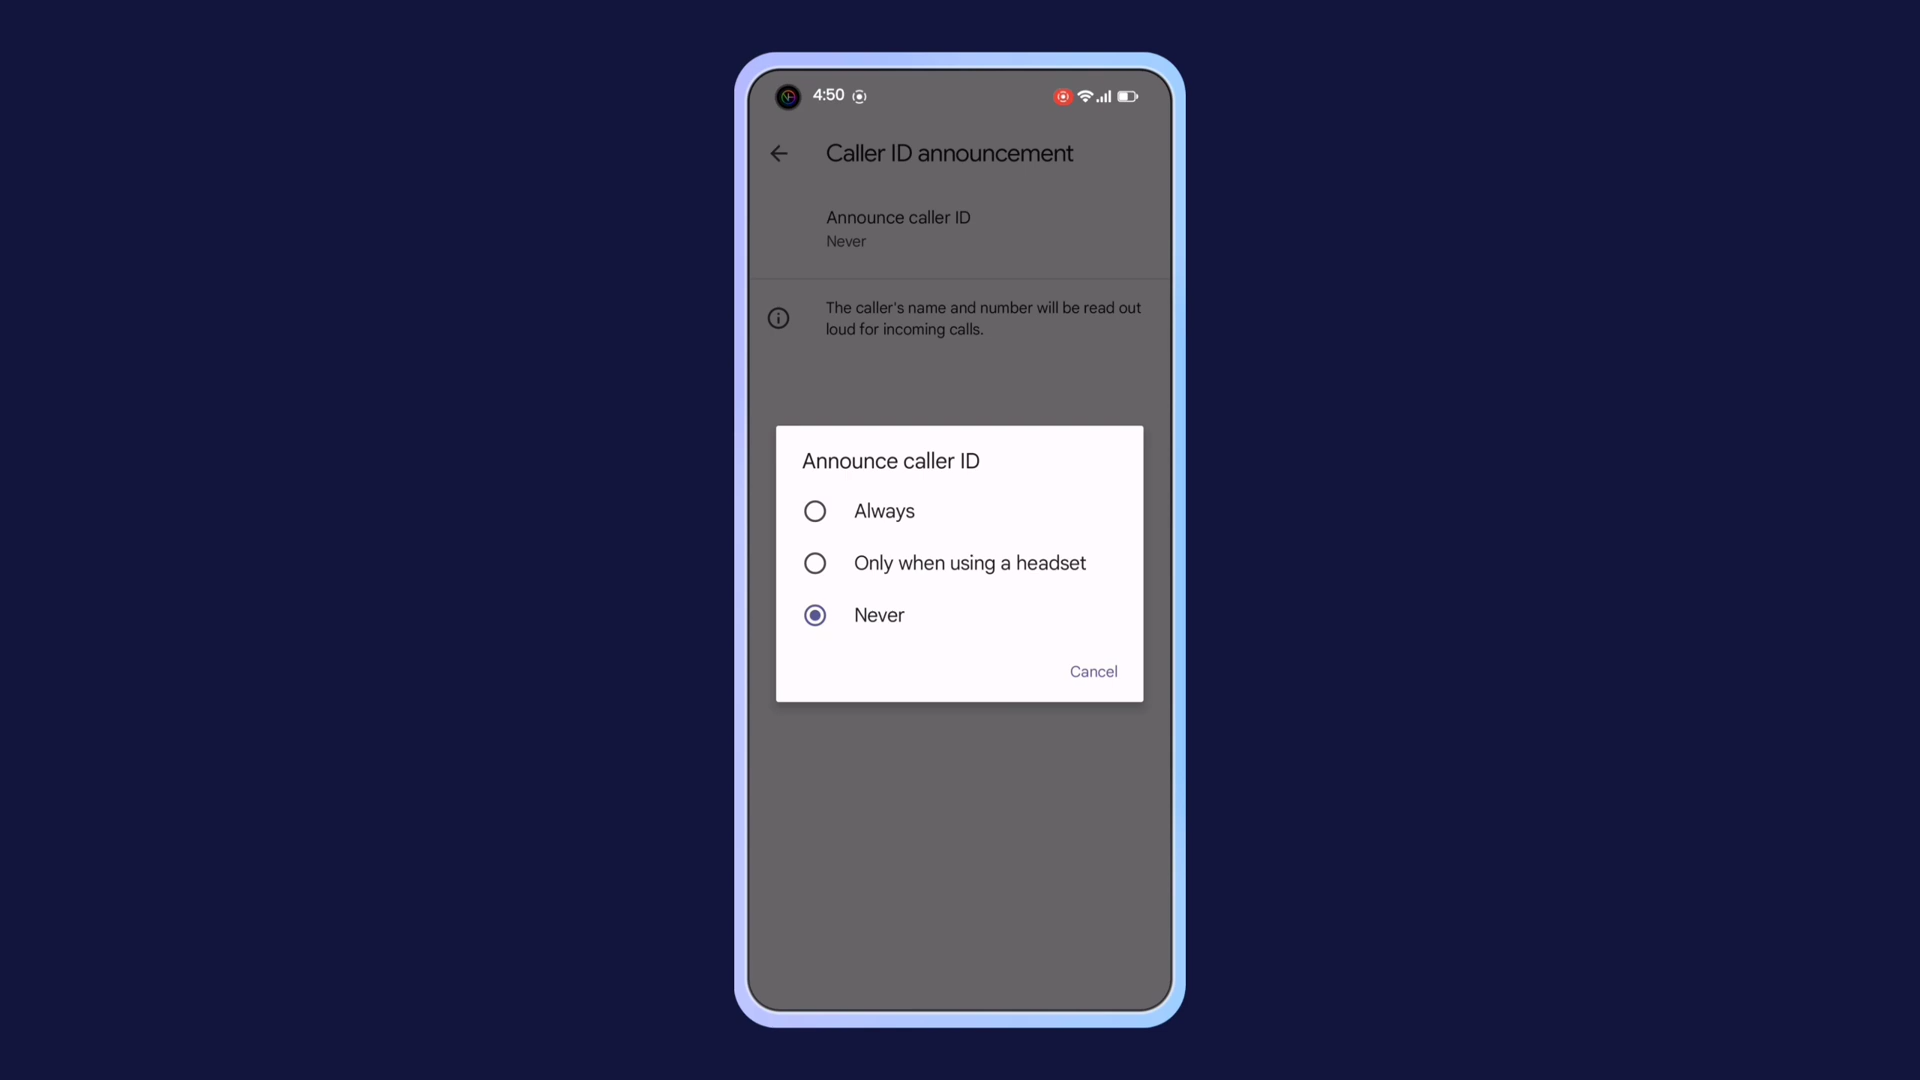 4:50
Caller ID announcement
Announce caller ID
Never
The caller's name and number will be read out
loud for incoming calls.
Announce caller ID
Always
Only when using a headset
Never
Cancel